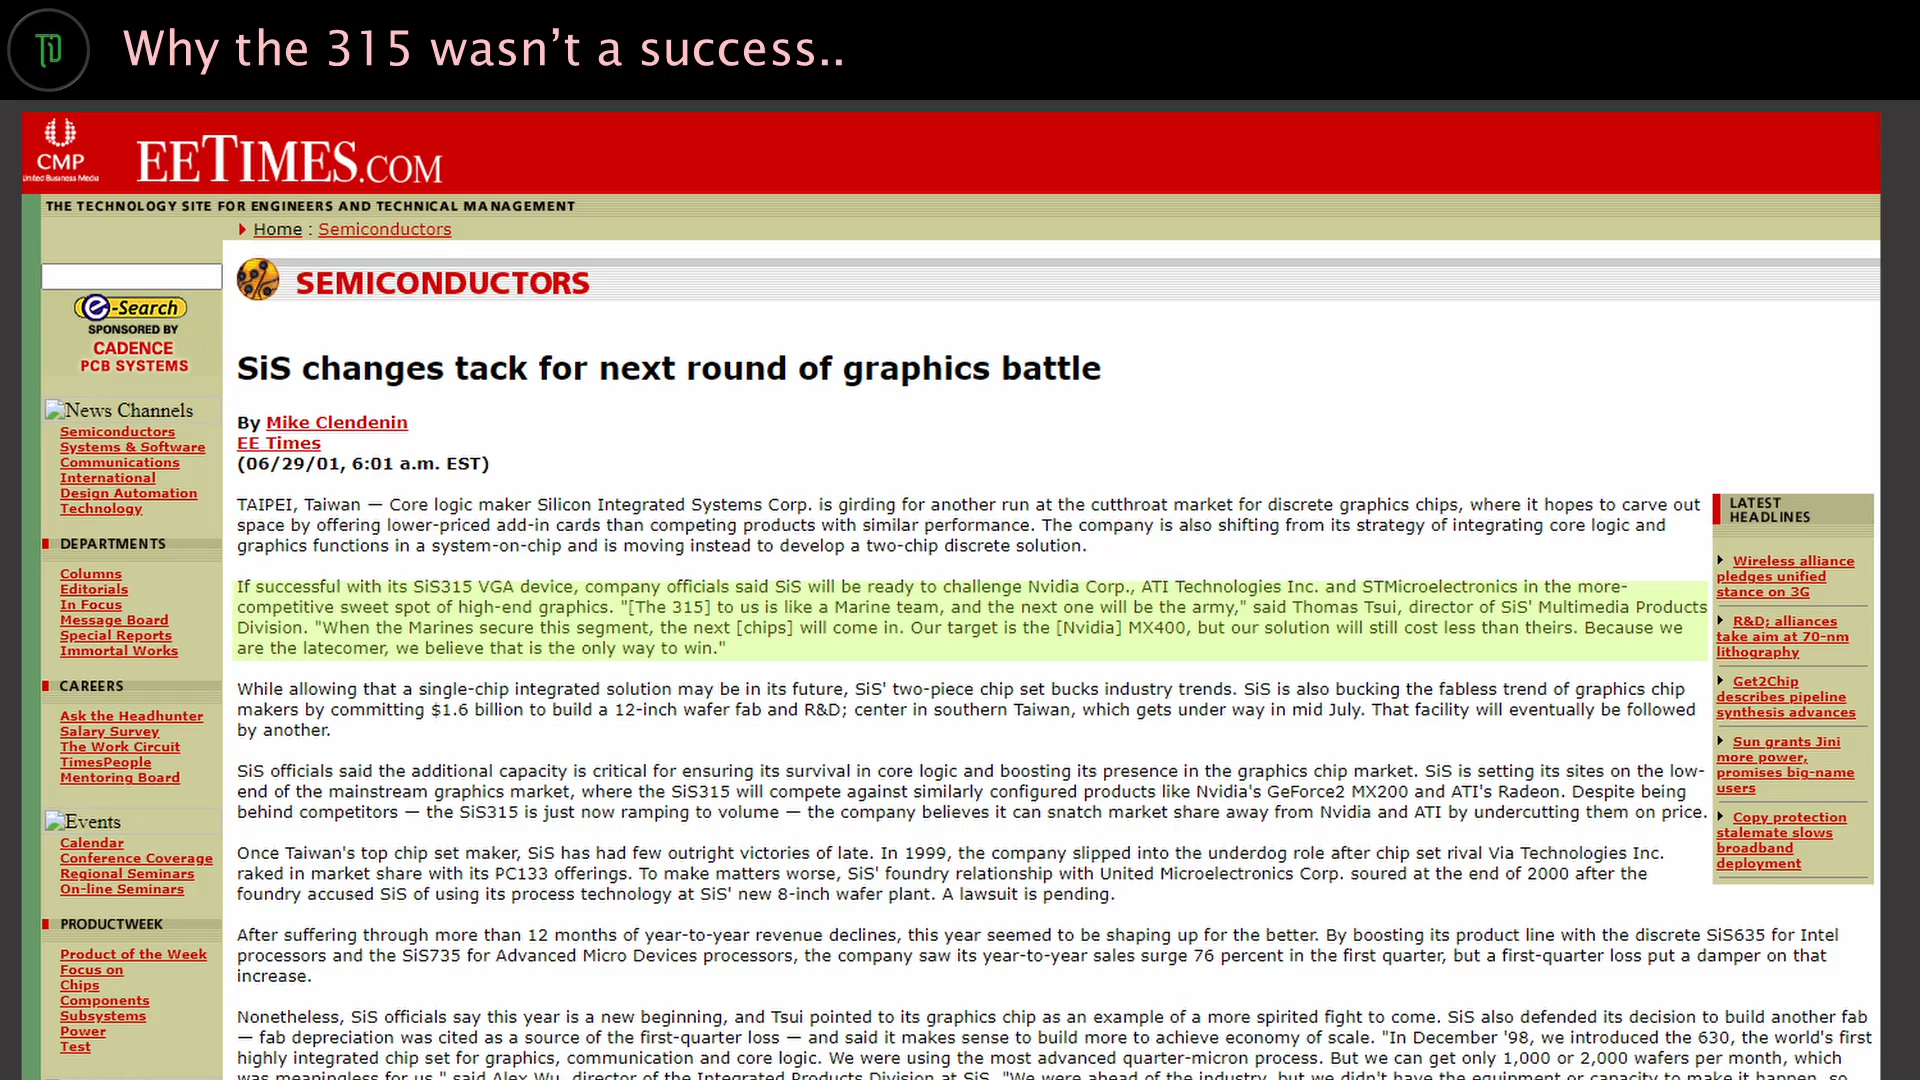 TD
Why the 315 wasn't a success..
CMP
United Business Media
EETIMES.COM
THE TECHNOLOGY SITE FOR ENGINEERS AND TECHNICAL MANAGEMENT
Home : Semiconductors
e-Search
SPONSORED BY
CADENCE
PCB SYSTEMS
News Channels
Semiconductors
Systems & Software
Communications
International
Design Automation
Technology
DEPARTMENTS
Columns
Editorials
In Focus
Message Board
Special Reports
Immortal Works
CAREERS
Ask the Headhunter
Salary Survey
The Work Circuit
TimesPeople
Mentoring Board
Events
Calendar
Conference Coverage
Regional Seminars
On-line Seminars
PRODUCTWEEK
Product of the Week
Focus on
Chips
Components
Subsystems
Power
Test
SEMICONDUCTORS
SiS changes tack for next round of graphics battle
By Mike Clendenin
EE Times
(06/29/01, 6:01 a.m. EST)
TAIPEI, Taiwan — Core logic maker Silicon Integrated Systems Corp. is girding for another run at the cutthroat market for discrete graphics chips, where it hopes to carve out
space by offering lower-priced add-in cards than competing products with similar performance. The company is also shifting from its strategy of integrating core logic and
graphics functions in a system-on-chip and is moving instead to develop a two-chip discrete solution.
If successful with its SiS315 VGA device, company officials said SiS will be ready to challenge Nvidia Corp., ATI Technologies Inc. and STMicroelectronics in the more-
competitive sweet spot of high-end graphics. "[The 315] to us is like a Marine team, and the next one will be the army," said Thomas Tsui, director of SiS' Multimedia Products
Division. "When the Marines secure this segment, the next [chips] will come in. Our target is the [Nvidia] MX400, but our solution will still cost less than theirs. Because we
are the latecomer, we believe that is the only way to win."
While allowing that a single-chip integrated solution may be in its future, SiS' two-piece chip set bucks industry trends. SiS is also bucking the fabless trend of graphics chip
makers by committing $1.6 billion to build a 12-inch wafer fab and R&D; center in southern Taiwan, which gets under way in mid July. That facility will eventually be followed
by another.
SiS officials said the additional capacity is critical for ensuring its survival in core logic and boosting its presence in the graphics chip market. SiS is setting its sites on the low-
end of the mainstream graphics market, where the SiS315 will compete against similarly configured products like Nvidia's GeForce2 MX200 and ATI's Radeon. Despite being
behind competitors — the SiS315 is just now ramping to volume — the company believes it can snatch market share away from Nvidia and ATI by undercutting them on price.
Once Taiwan's top chip set maker, SiS has had few outright victories of late. In 1999, the company slipped into the underdog role after chip set rival Via Technologies Inc.
raked in market share with its PC133 offerings. To make matters worse, SiS' foundry relationship with United Microelectronics Corp. soured at the end of 2000 after the
foundry accused SiS of using its process technology at SiS' new 8-inch wafer plant. A lawsuit is pending.
After suffering through more than 12 months of year-to-year revenue declines, this year seemed to be shaping up for the better. By boosting its product line with the discrete SiS635 for Intel
processors and the SiS735 for Advanced Micro Devices processors, the company saw its year-to-year sales surge 76 percent in the first quarter, but a first-quarter loss put a damper on that
increase.
Nonetheless, SiS officials say this year is a new beginning, and Tsui pointed to its graphics chip as an example of a more spirited fight to come. SiS also defended its decision to build another fab
— fab depreciation was cited as a source of the first-quarter loss — and said it makes sense to build more to achieve economy of scale. "In December '98, we introduced the 630, the world's first
highly integrated chip set for graphics, communication and core logic. We were using the most advanced quarter-micron process. But we can get only 1,000 or 2,000 wafers per month, which
was meaningless for us," said Alex Wu, director of the Integrated Products Division at SiS. "We were ahead of the industry, but we didn't have the equipment or capacity to make it happen, so
LATEST
HEADLINES
Wireless alliance
pledges unified
stance on 3G
R&D; alliances
take aim at 70-nm
lithography
Get2Chip
describes pipeline
synthesis advances
Sun grants Jini
more power,
promises big-name
users
Copy protection
stalemate slows
broadband
deployment